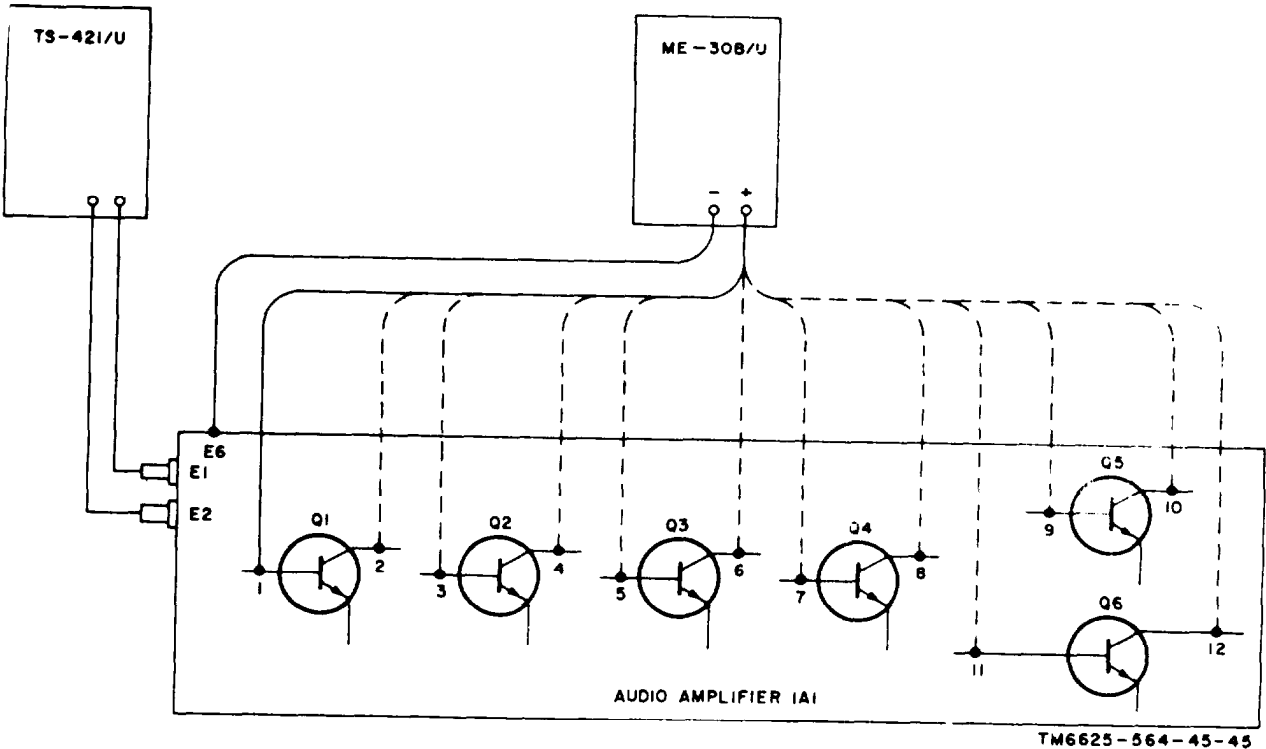 TS-421/U
ME-30B/U
- +
E6
E1
E2
Q1
Q2
Q3
Q4
Q5
Q6
1
2
3
4
5
6
7
8
9
10
11
12
AUDIO AMPLIFIER 1A1
TM6625-564-45-45